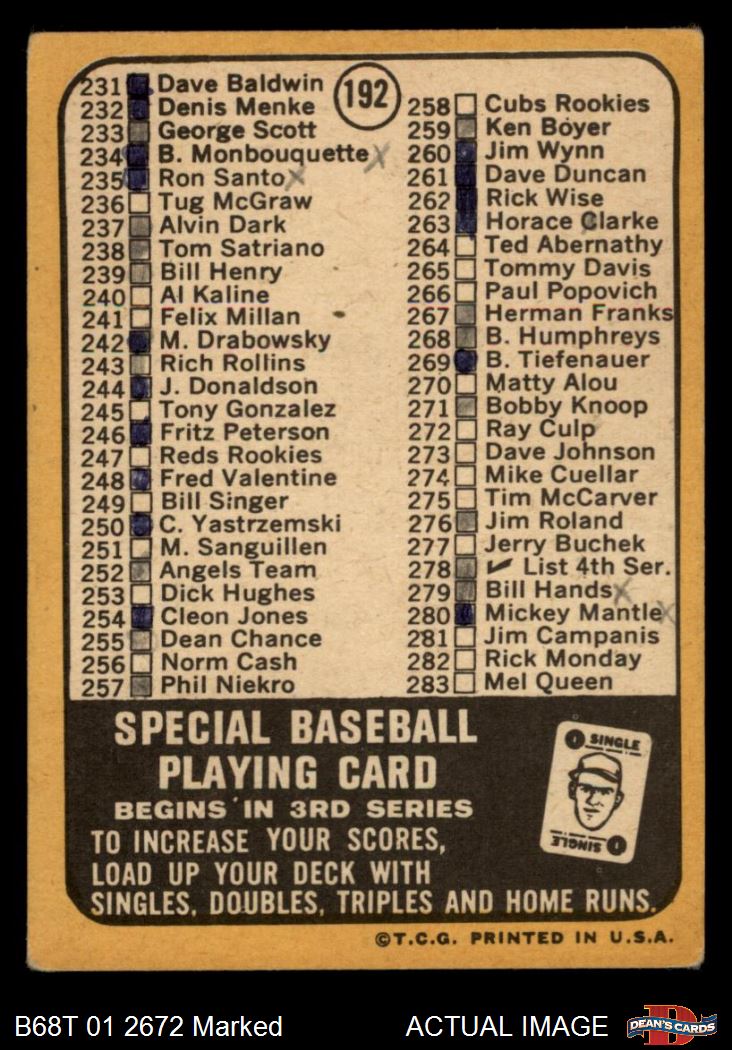 192
231 Dave Baldwin
232 Denis Menke
233 George Scott
234 B. Monbouquette X
235 Ron Santo X
236 Tug McGraw
237 Alvin Dark
238 Tom Satriano
239 Bill Henry
240 Al Kaline
241 Felix Millan
242 M. Drabowsky
243 Rich Rollins
244 J. Donaldson
245 Tony Gonzalez
246 Fritz Peterson
247 Reds Rookies
248 Fred Valentine
249 Bill Singer
250 C. Yastrzemski
251 M. Sanguillen
252 Angels Team
253 Dick Hughes
254 Cleon Jones
255 Dean Chance
256 Norm Cash
257 Phil Niekro
258 Cubs Rookies
259 Ken Boyer
260 Jim Wynn
261 Dave Duncan
262 Rick Wise
263 Horace Clarke
264 Ted Abernathy
265 Tommy Davis
266 Paul Popovich
267 Herman Franks
268 B. Humphreys
269 B. Tiefenauer
270 Matty Alou
271 Bobby Knoop
272 Ray Culp
273 Dave Johnson
274 Mike Cuellar
275 Tim McCarver
276 Jim Roland
277 Jerry Buchek
278 ✔ List 4th Ser.
279 Bill Hands X
280 Mickey Mantle X
281 Jim Campanis
282 Rick Monday
283 Mel Queen
SPECIAL BASEBALL
PLAYING CARD
BEGINS IN 3RD SERIES
TO INCREASE YOUR SCORES,
LOAD UP YOUR DECK WITH
SINGLES, DOUBLES, TRIPLES AND HOME RUNS.
0 SINGLE
0 SINGLE
©T.C.G. PRINTED IN U.S.A.
B68T 01 2672 Marked
ACTUAL IMAGE
D
DEAN'S CARDS